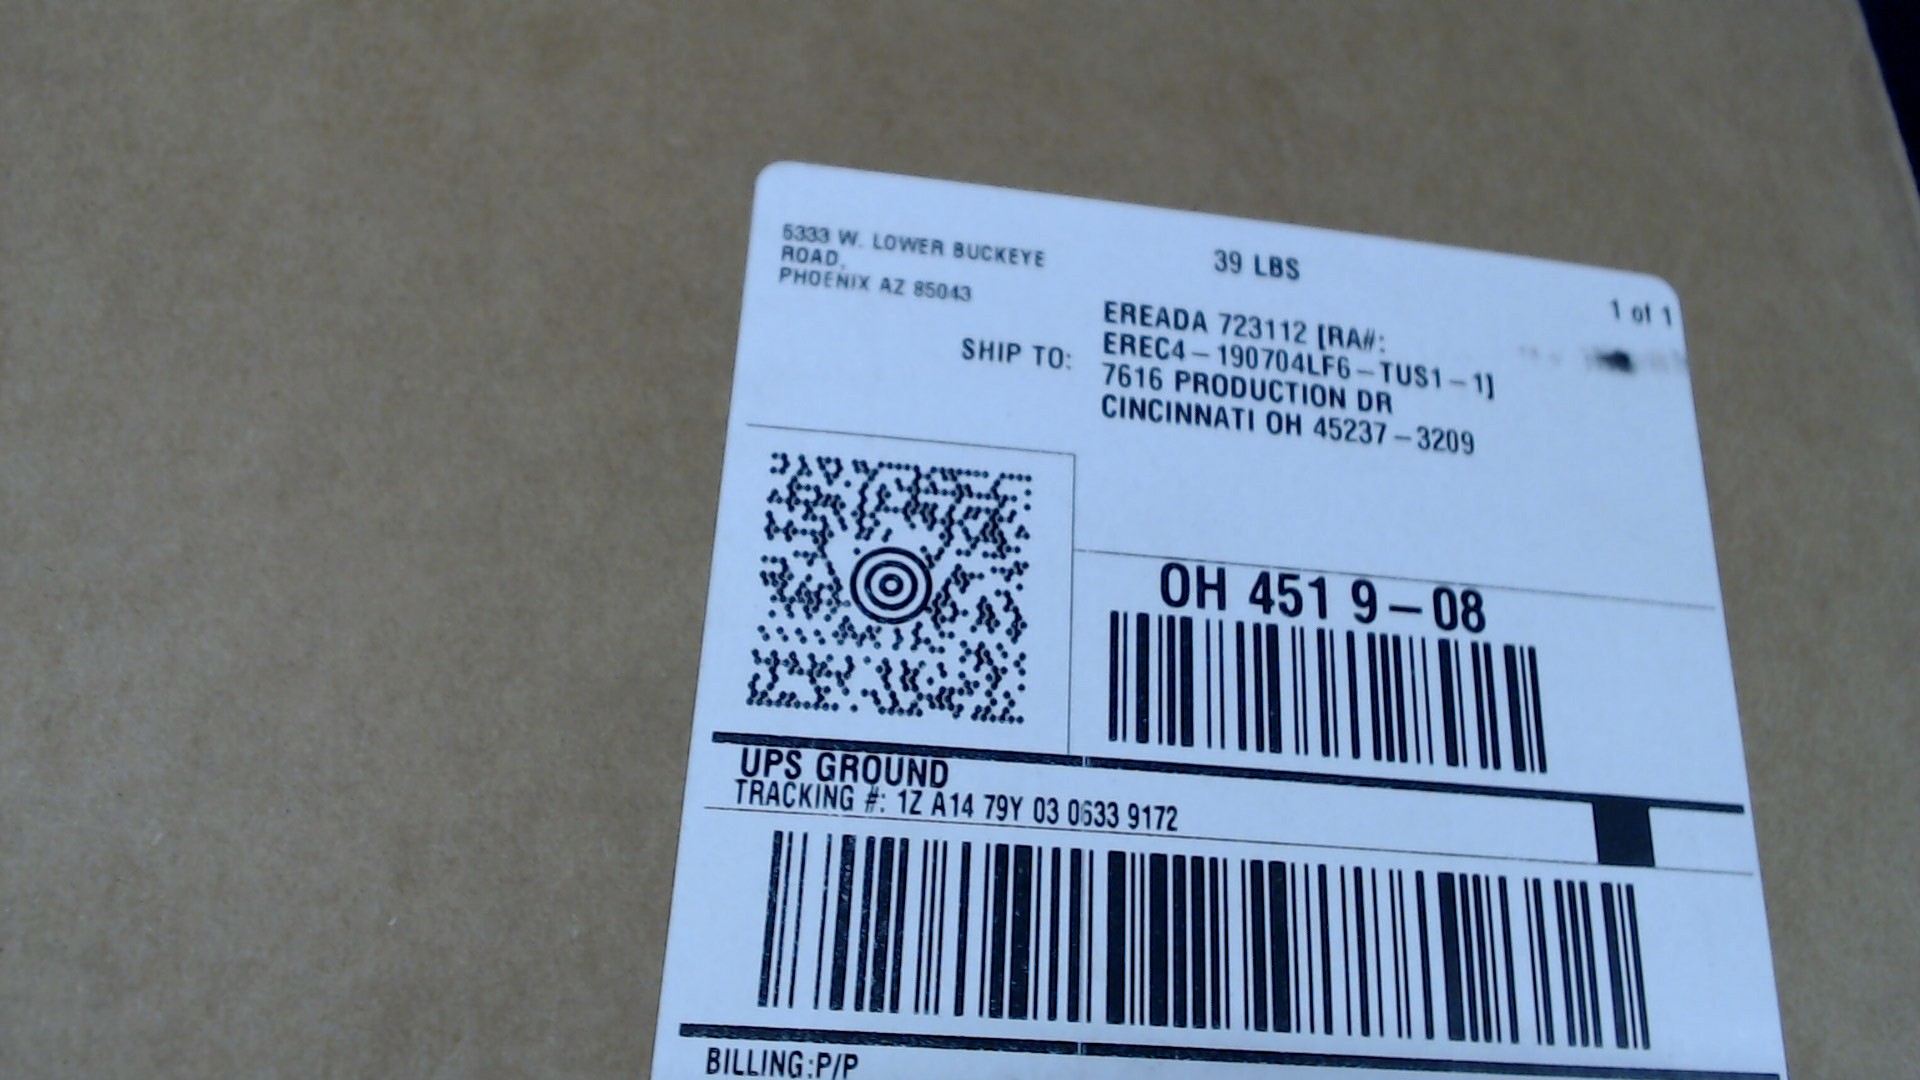 5333 W. LOWER BUCKEYE
ROAD,
PHOENIX AZ 85043
39 LBS
1 of 1
SHIP TO:
EREADA 723112 [RA#:
EREC4-190704LF6-TUS1-1]
7616 PRODUCTION DR
CINCINNATI OH 45237-3209
OH 451 9-08
UPS GROUND
TRACKING #: 1Z A14 79Y 03 0633 9172
BILLING:P/P